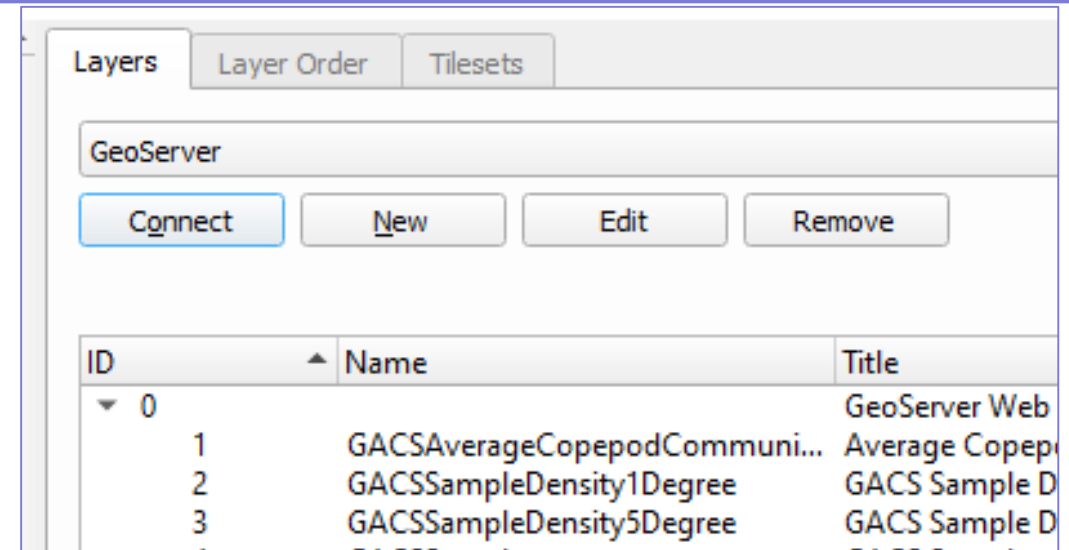 Layers Layer Order Tilesets
GeoServer
Connect New Edit Remove
ID Name Title
0 GeoServer Web
1 GACSAverageCopepodCommuni... Average Copep
2 GACSSampleDensity1Degree GACS Sample D
3 GACSSampleDensity5Degree GACS Sample D